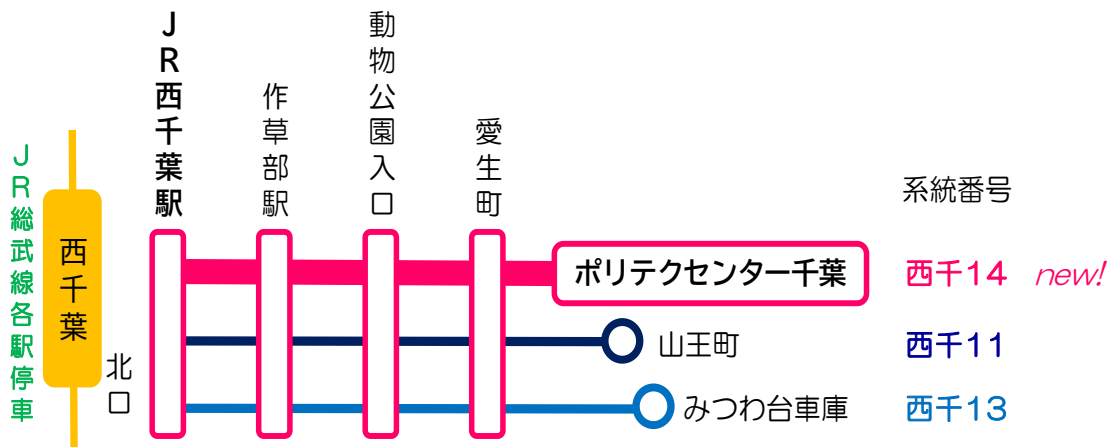 JR総武線各駅停車
西千葉
北口
JR西千葉駅
作草部駅
動物公園入口
愛生町
系統番号
ポリテクセンター千葉
西千14 new!
山王町
西千11
みつわ台車庫
西千13